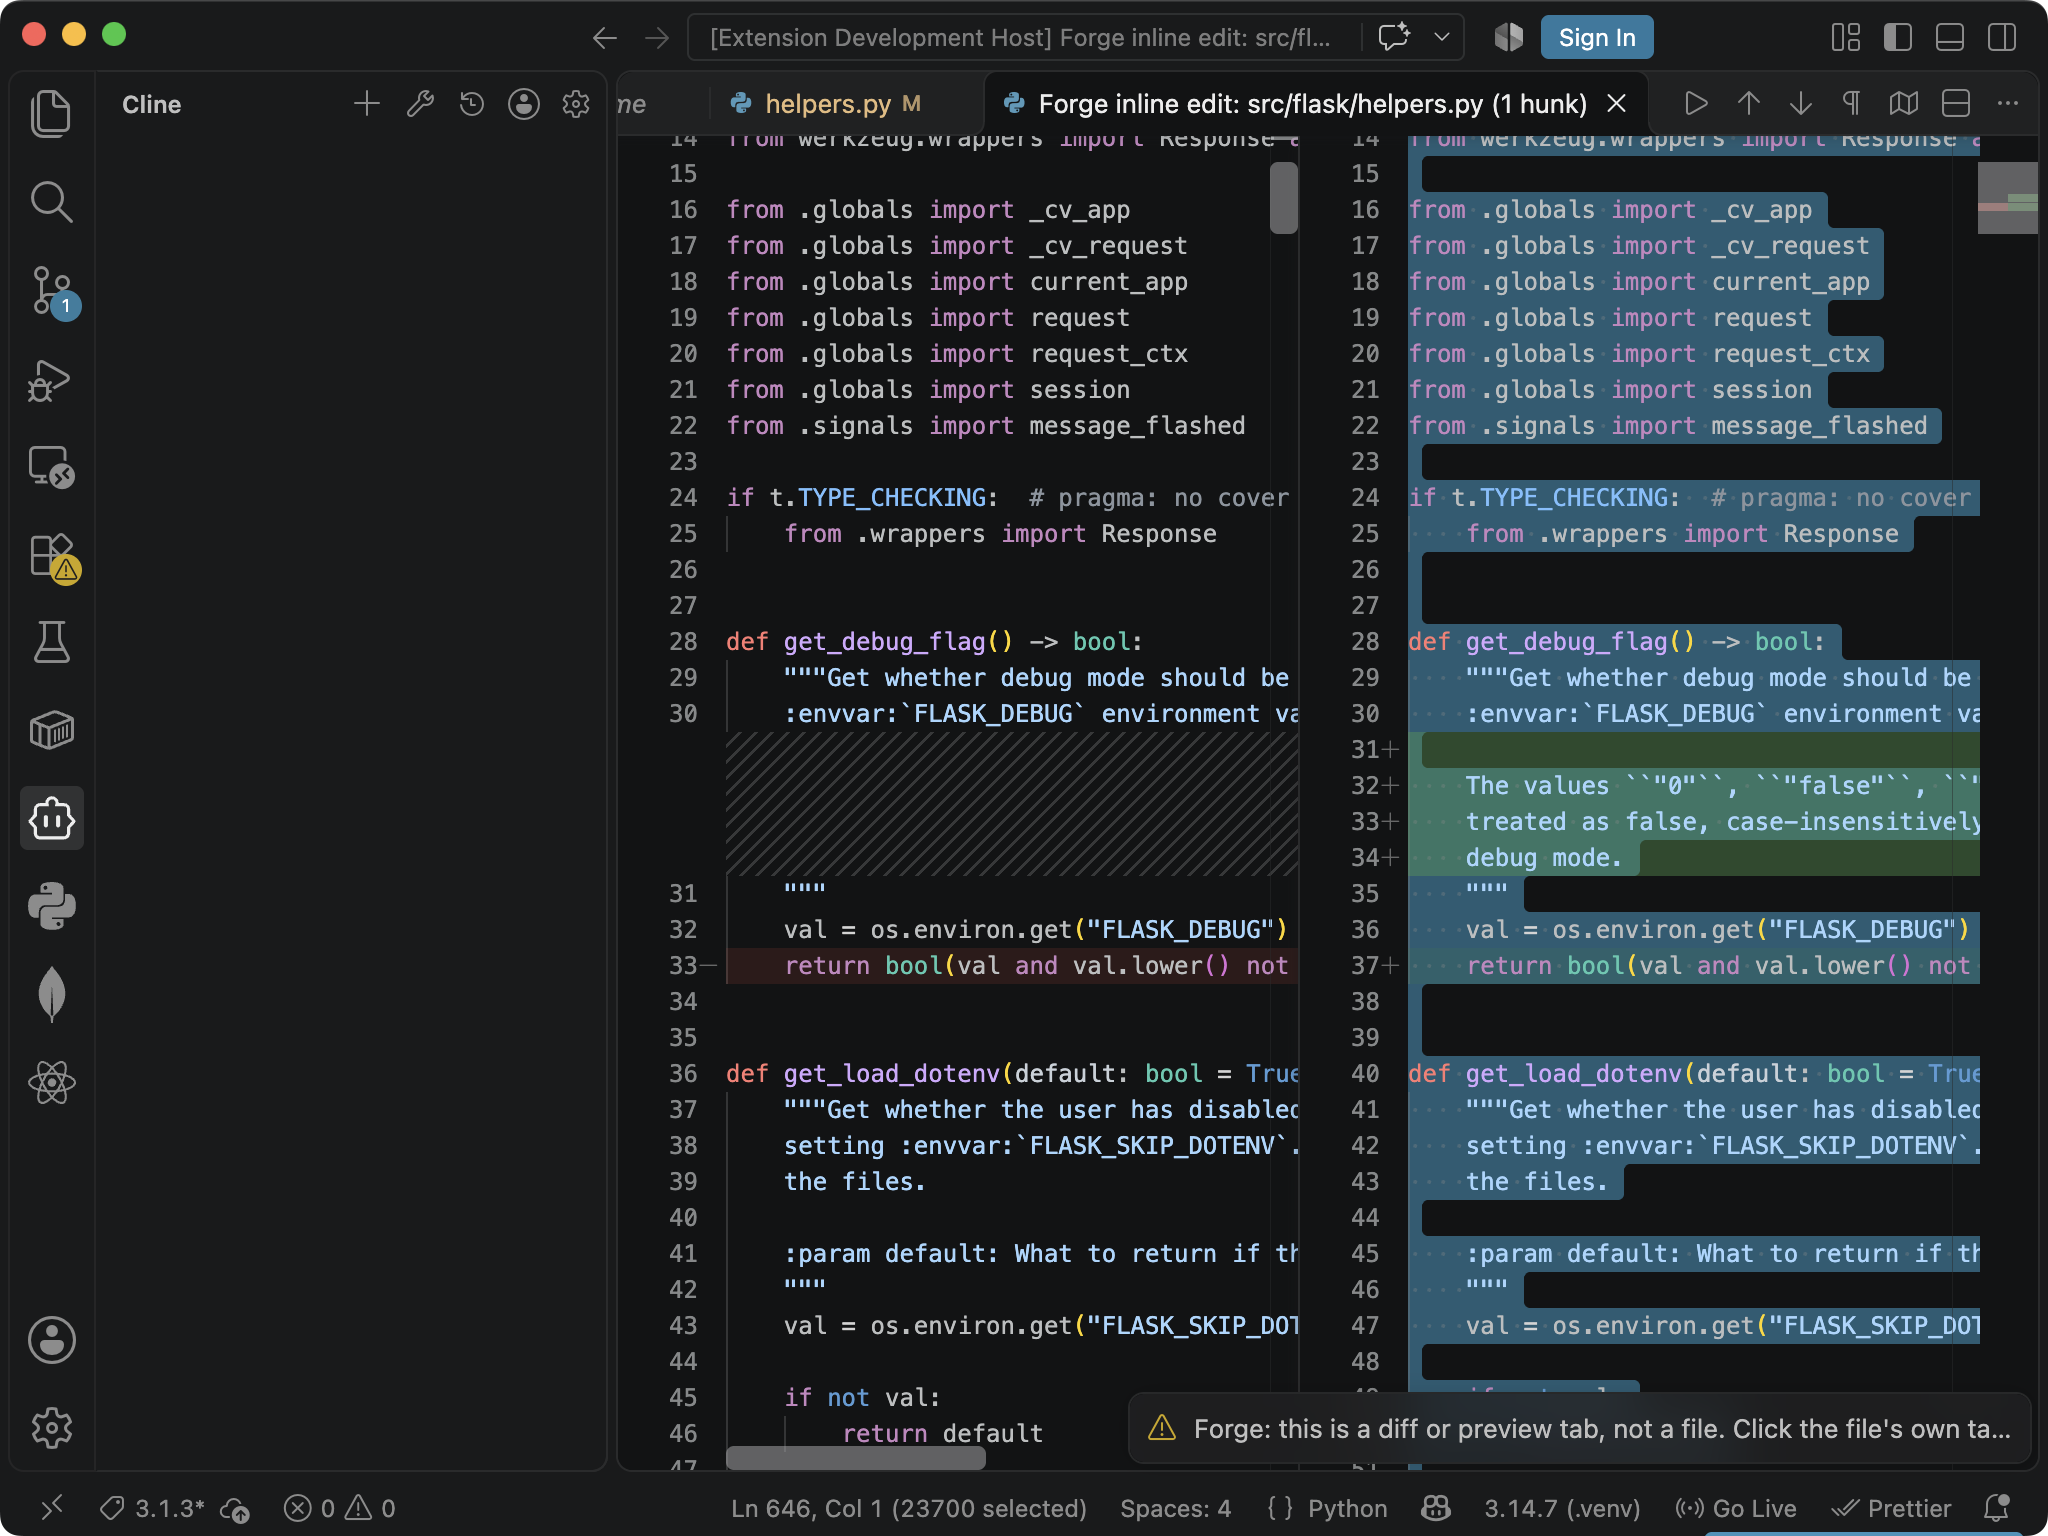 [Extension Development Host] Forge inline edit: src/fl...
Sign In
Cline
me
helpers.py M
Forge inline edit: src/flask/helpers.py (1 hunk)
14 from werkzeug.wrappers import Response
15
16 from .globals import _cv_app
17 from .globals import _cv_request
18 from .globals import current_app
19 from .globals import request
20 from .globals import request_ctx
21 from .globals import session
22 from .signals import message_flashed
23
24 if t.TYPE_CHECKING:  # pragma: no cover
25     from .wrappers import Response
26
27
28 def get_debug_flag() -> bool:
29     """Get whether debug mode should be
30     :envvar:`FLASK_DEBUG` environment va
31     """
32     val = os.environ.get("FLASK_DEBUG")
33—    return bool(val and val.lower() not
34
35
36 def get_load_dotenv(default: bool = True
37     """Get whether the user has disabled
38     setting :envvar:`FLASK_SKIP_DOTENV`.
39     the files.
40
41     :param default: What to return if th
42     """
43     val = os.environ.get("FLASK_SKIP_DOT
44
45     if not val:
46         return default
47
14 from werkzeug.wrappers import Response
15
16 from .globals import _cv_app
17 from .globals import _cv_request
18 from .globals import current_app
19 from .globals import request
20 from .globals import request_ctx
21 from .globals import session
22 from .signals import message_flashed
23
24 if t.TYPE_CHECKING:  # pragma: no cover
25     from .wrappers import Response
26
27
28 def get_debug_flag() -> bool:
29     """Get whether debug mode should be
30     :envvar:`FLASK_DEBUG` environment va
31+
32+    The values ``"0"``, ``"false"``, ``"
33+    treated as false, case-insensitively
34+    debug mode.
35     """
36     val = os.environ.get("FLASK_DEBUG")
37+    return bool(val and val.lower() not
38
39
40 def get_load_dotenv(default: bool = True
41     """Get whether the user has disabled
42     setting :envvar:`FLASK_SKIP_DOTENV`.
43     the files.
44
45     :param default: What to return if th
46     """
47     val = os.environ.get("FLASK_SKIP_DOT
48
Forge: this is a diff or preview tab, not a file. Click the file's own ta...
1
3.1.3* 0 0 Ln 646, Col 1 (23700 selected) Spaces: 4 {} Python 3.14.7 (.venv) Go Live Prettier